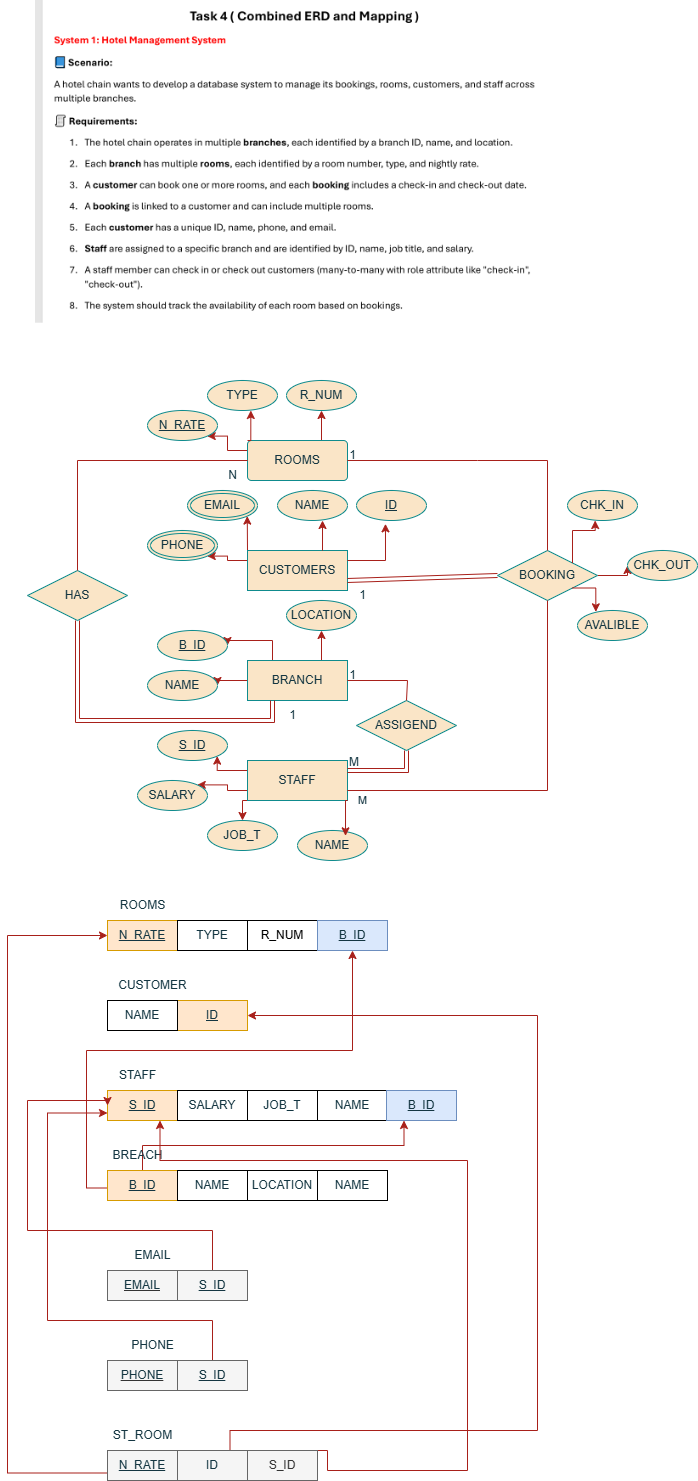 Task 4 ( Combined ERD and Mapping )
System 1: Hotel Management System
Scenario:
A hotel chain wants to develop a database system to manage its bookings, rooms, customers, and staff across
multiple branches.
Requirements:
1. The hotel chain operates in multiple branches, each identified by a branch ID, name, and location.
2. Each branch has multiple rooms, each identified by a room number, type, and nightly rate.
3. A customer can book one or more rooms, and each booking includes a check-in and check-out date.
4. A booking is linked to a customer and can include multiple rooms.
5. Each customer has a unique ID, name, phone, and email.
6. Staff are assigned to a specific branch and are identified by ID, name, job title, and salary.
7. A staff member can check in or check out customers (many-to-many with role attribute like "check-in",
"check-out").
8. The system should track the availability of each room based on bookings.
TYPE R_NUM
N_RATE
ROOMS 1
N
EMAIL NAME ID CHK_IN
PHONE
CUSTOMERS BOOKING CHK_OUT
HAS 1
LOCATION AVALIBLE
B_ID
NAME BRANCH 1
1
ASSIGEND
S_ID
STAFF M
SALARY M
JOB_T NAME
ROOMS
N_RATE TYPE R_NUM B_ID
CUSTOMER
NAME ID
STAFF
S_ID SALARY JOB_T NAME B_ID
BREACH
B_ID NAME LOCATION NAME
EMAIL
EMAIL S_ID
PHONE
PHONE S_ID
ST_ROOM
N_RATE ID S_ID